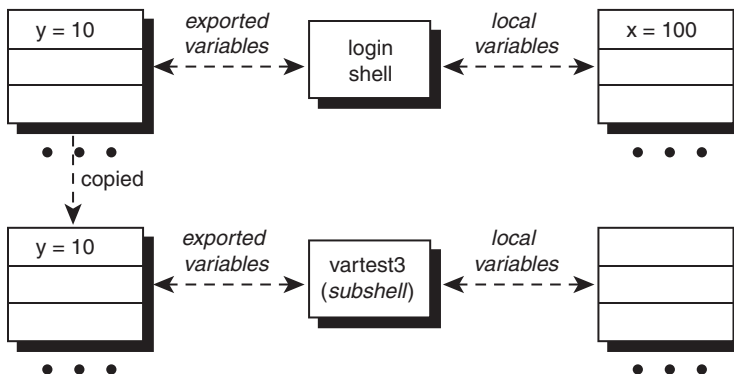 y = 10
exported
variables
login
shell
local
variables
x = 100
copied
y = 10
exported
variables
vartest3
(subshell)
local
variables